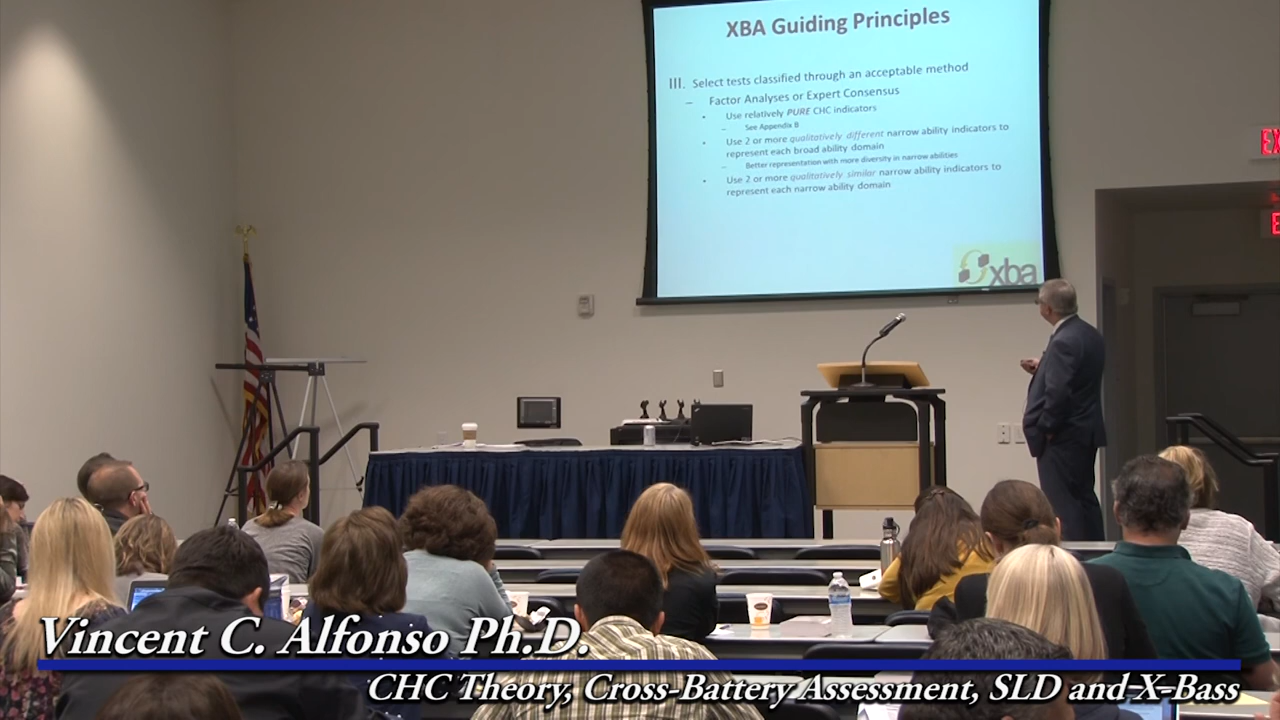 XBA Guiding Principles
III. Select tests classified through an acceptable method
– Factor Analyses or Expert Consensus
• Use relatively PURE CHC indicators
– See Appendix B
• Use 2 or more qualitatively different narrow ability indicators to
represent each broad ability domain
– Better representation with more diversity in narrow abilities
• Use 2 or more qualitatively similar narrow ability indicators to
represent each narrow ability domain
xba
EX
E
Vincent C. Alfonso Ph.D.
CHC Theory, Cross-Battery Assessment, SLD and X-Bass